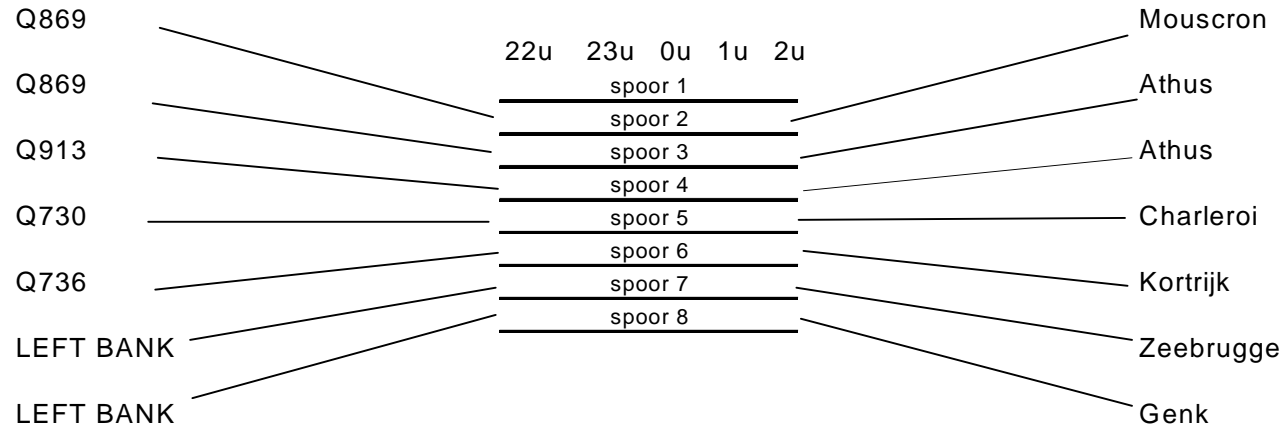 Q869
Mouscron
22u 23u 0u 1u 2u
Q869
spoor 1
Athus
spoor 2
Q913
spoor 3
Athus
spoor 4
Q730
spoor 5
Charleroi
spoor 6
Q736
spoor 7
Kortrijk
spoor 8
LEFT BANK
Zeebrugge
LEFT BANK
Genk